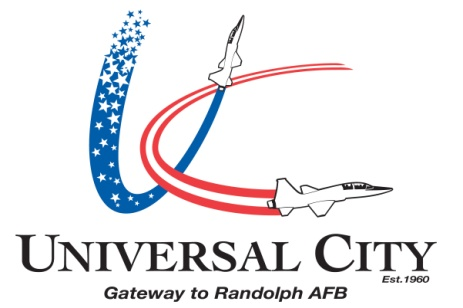 UNIVERSAL CITY
Est.1960
Gateway to Randolph AFB